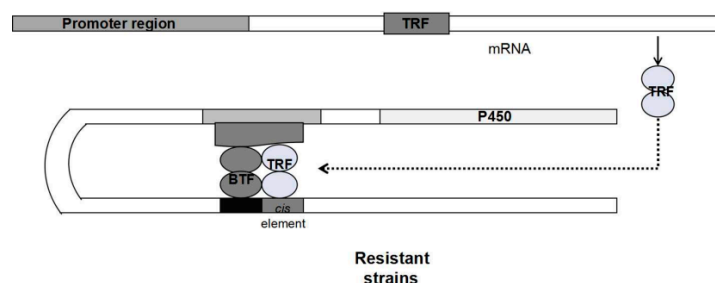 Promoter region
TRF
mRNA
TRF
P450
TRF
BTF
cis
element
Resistant
strains